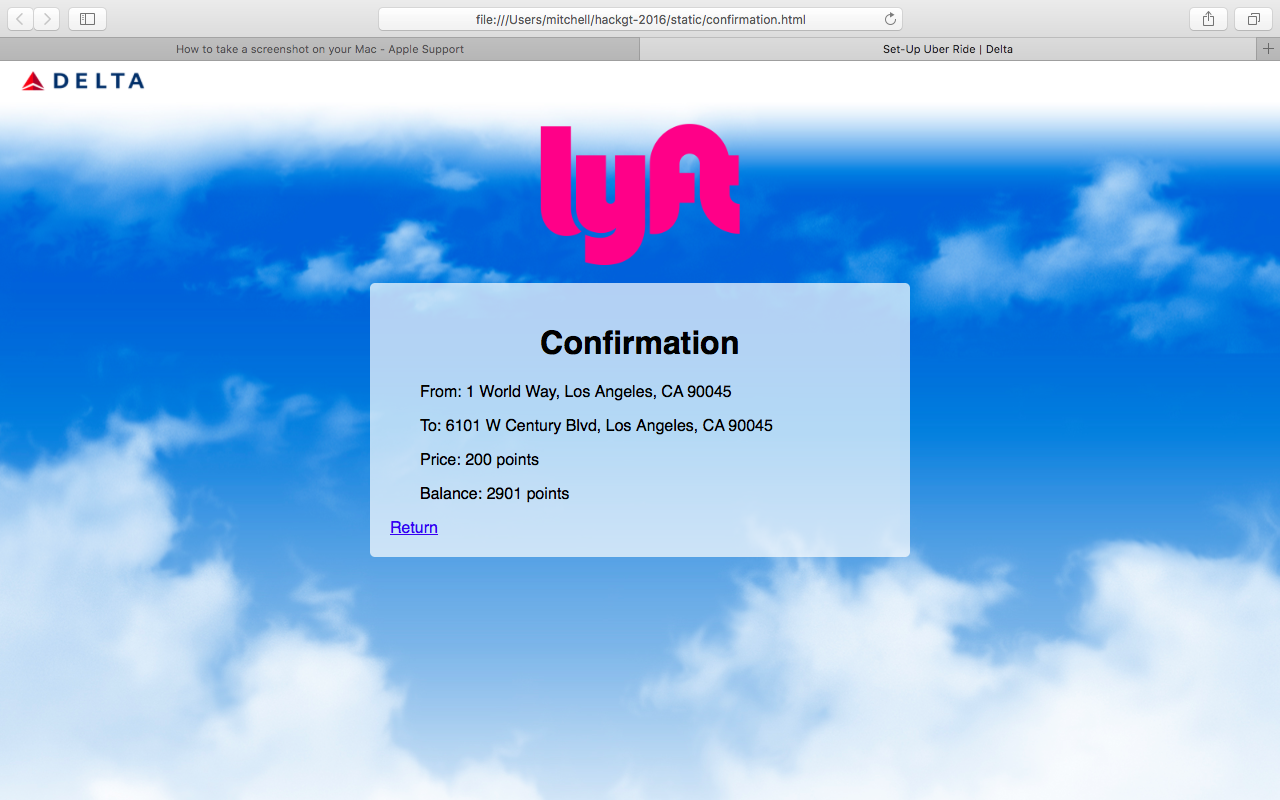 file:///Users/mitchell/hackgt-2016/static/confirmation.html
How to take a screenshot on your Mac - Apple Support
Set-Up Uber Ride | Delta
DELTA
lyft
Confirmation
From: 1 World Way, Los Angeles, CA 90045
To: 6101 W Century Blvd, Los Angeles, CA 90045
Price: 200 points
Balance: 2901 points
Return